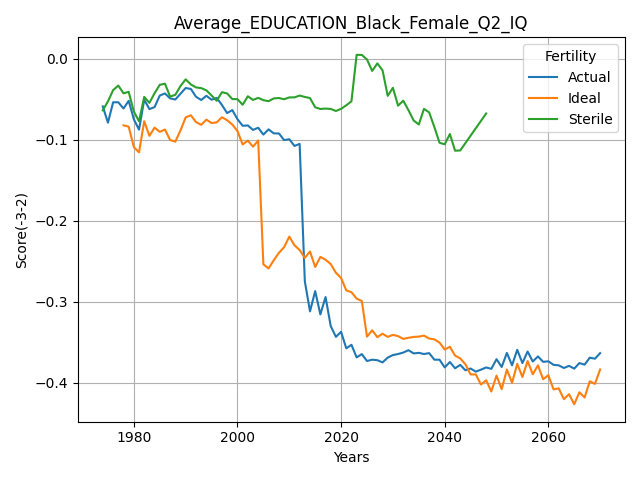 Average_EDUCATION_Black_Female_Q2_IQ
Fertility
Actual
Ideal
Sterile
Score(-3-2)
0.0
−0.1
−0.2
−0.3
−0.4
1980 2000 2020 2040 2060
Years